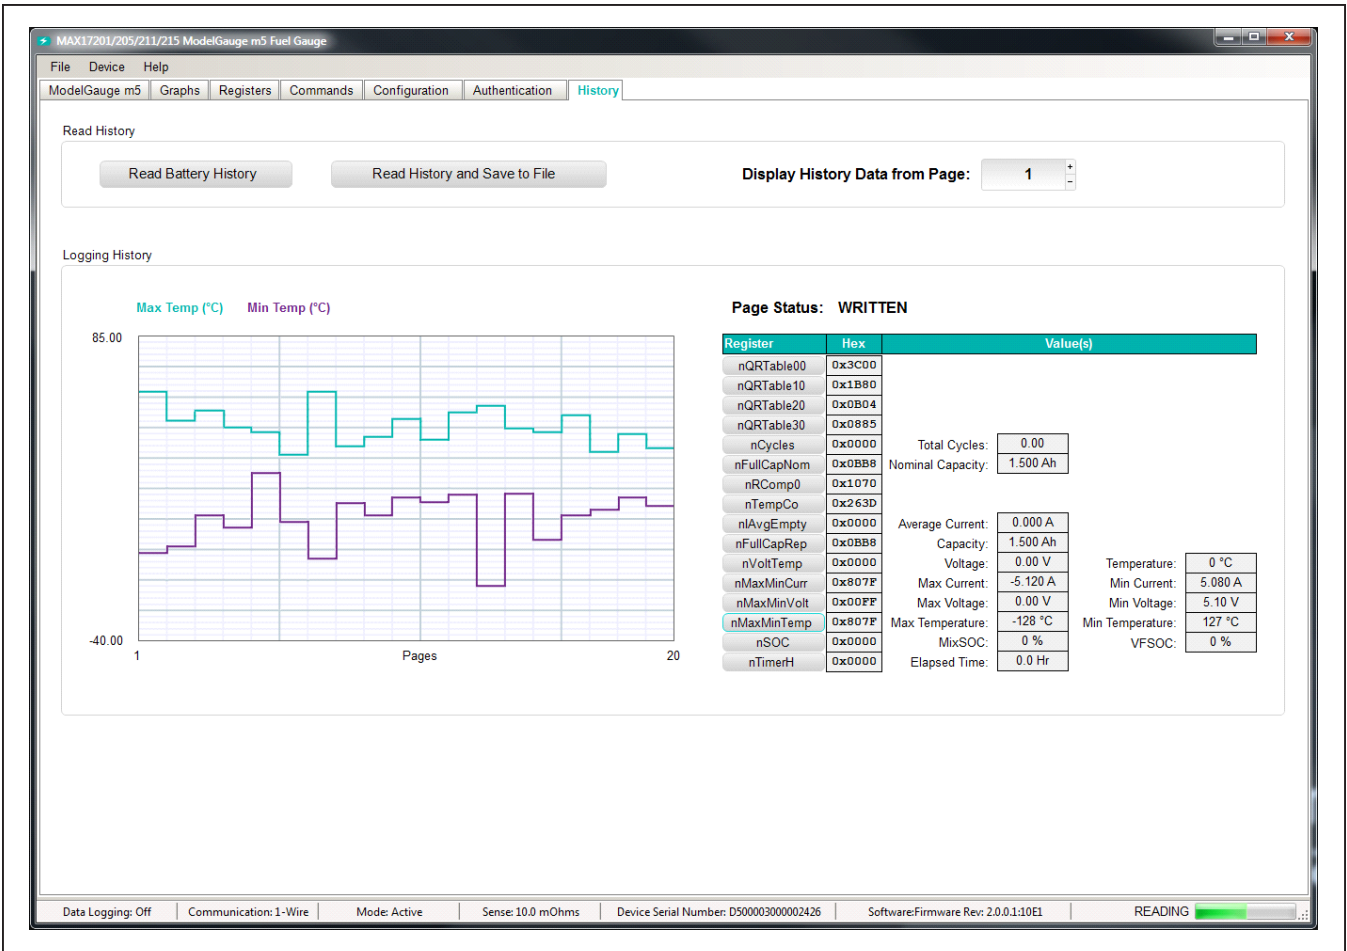 MAX17201/205/211/215 ModelGauge m5 Fuel Gauge
File Device Help
ModelGauge m5 Graphs Registers Commands Configuration Authentication History
Read History
Read Battery History Read History and Save to File Display History Data from Page: 1 + -
Logging History
Max Temp (°C) Min Temp (°C) Page Status: WRITTEN
85.00
-40.00
1 Pages 20
Register Hex Value(s)
nQRTable00 0x3C00
nQRTable10 0x1B80
nQRTable20 0x0B04
nQRTable30 0x0885
nCycles 0x0000 Total Cycles: 0.00
nFullCapNom 0x0BB8 Nominal Capacity: 1.500 Ah
nRComp0 0x1070
nTempCo 0x263D
nIAvgEmpty 0x0000 Average Current: 0.000 A
nFullCapRep 0x0BB8 Capacity: 1.500 Ah
nVoltTemp 0x0000 Voltage: 0.00 V Temperature: 0 °C
nMaxMinCurr 0x807F Max Current: -5.120 A Min Current: 5.080 A
nMaxMinVolt 0x00FF Max Voltage: 0.00 V Min Voltage: 5.10 V
nMaxMinTemp 0x807F Max Temperature: -128 °C Min Temperature: 127 °C
nSOC 0x0000 MixSOC: 0 % VFSOC: 0 %
nTimerH 0x0000 Elapsed Time: 0.0 Hr
Data Logging: Off Communication: 1-Wire Mode: Active Sense: 10.0 mOhms Device Serial Number: D500003000002426 Software:Firmware Rev: 2.0.0.1:10E1 READING